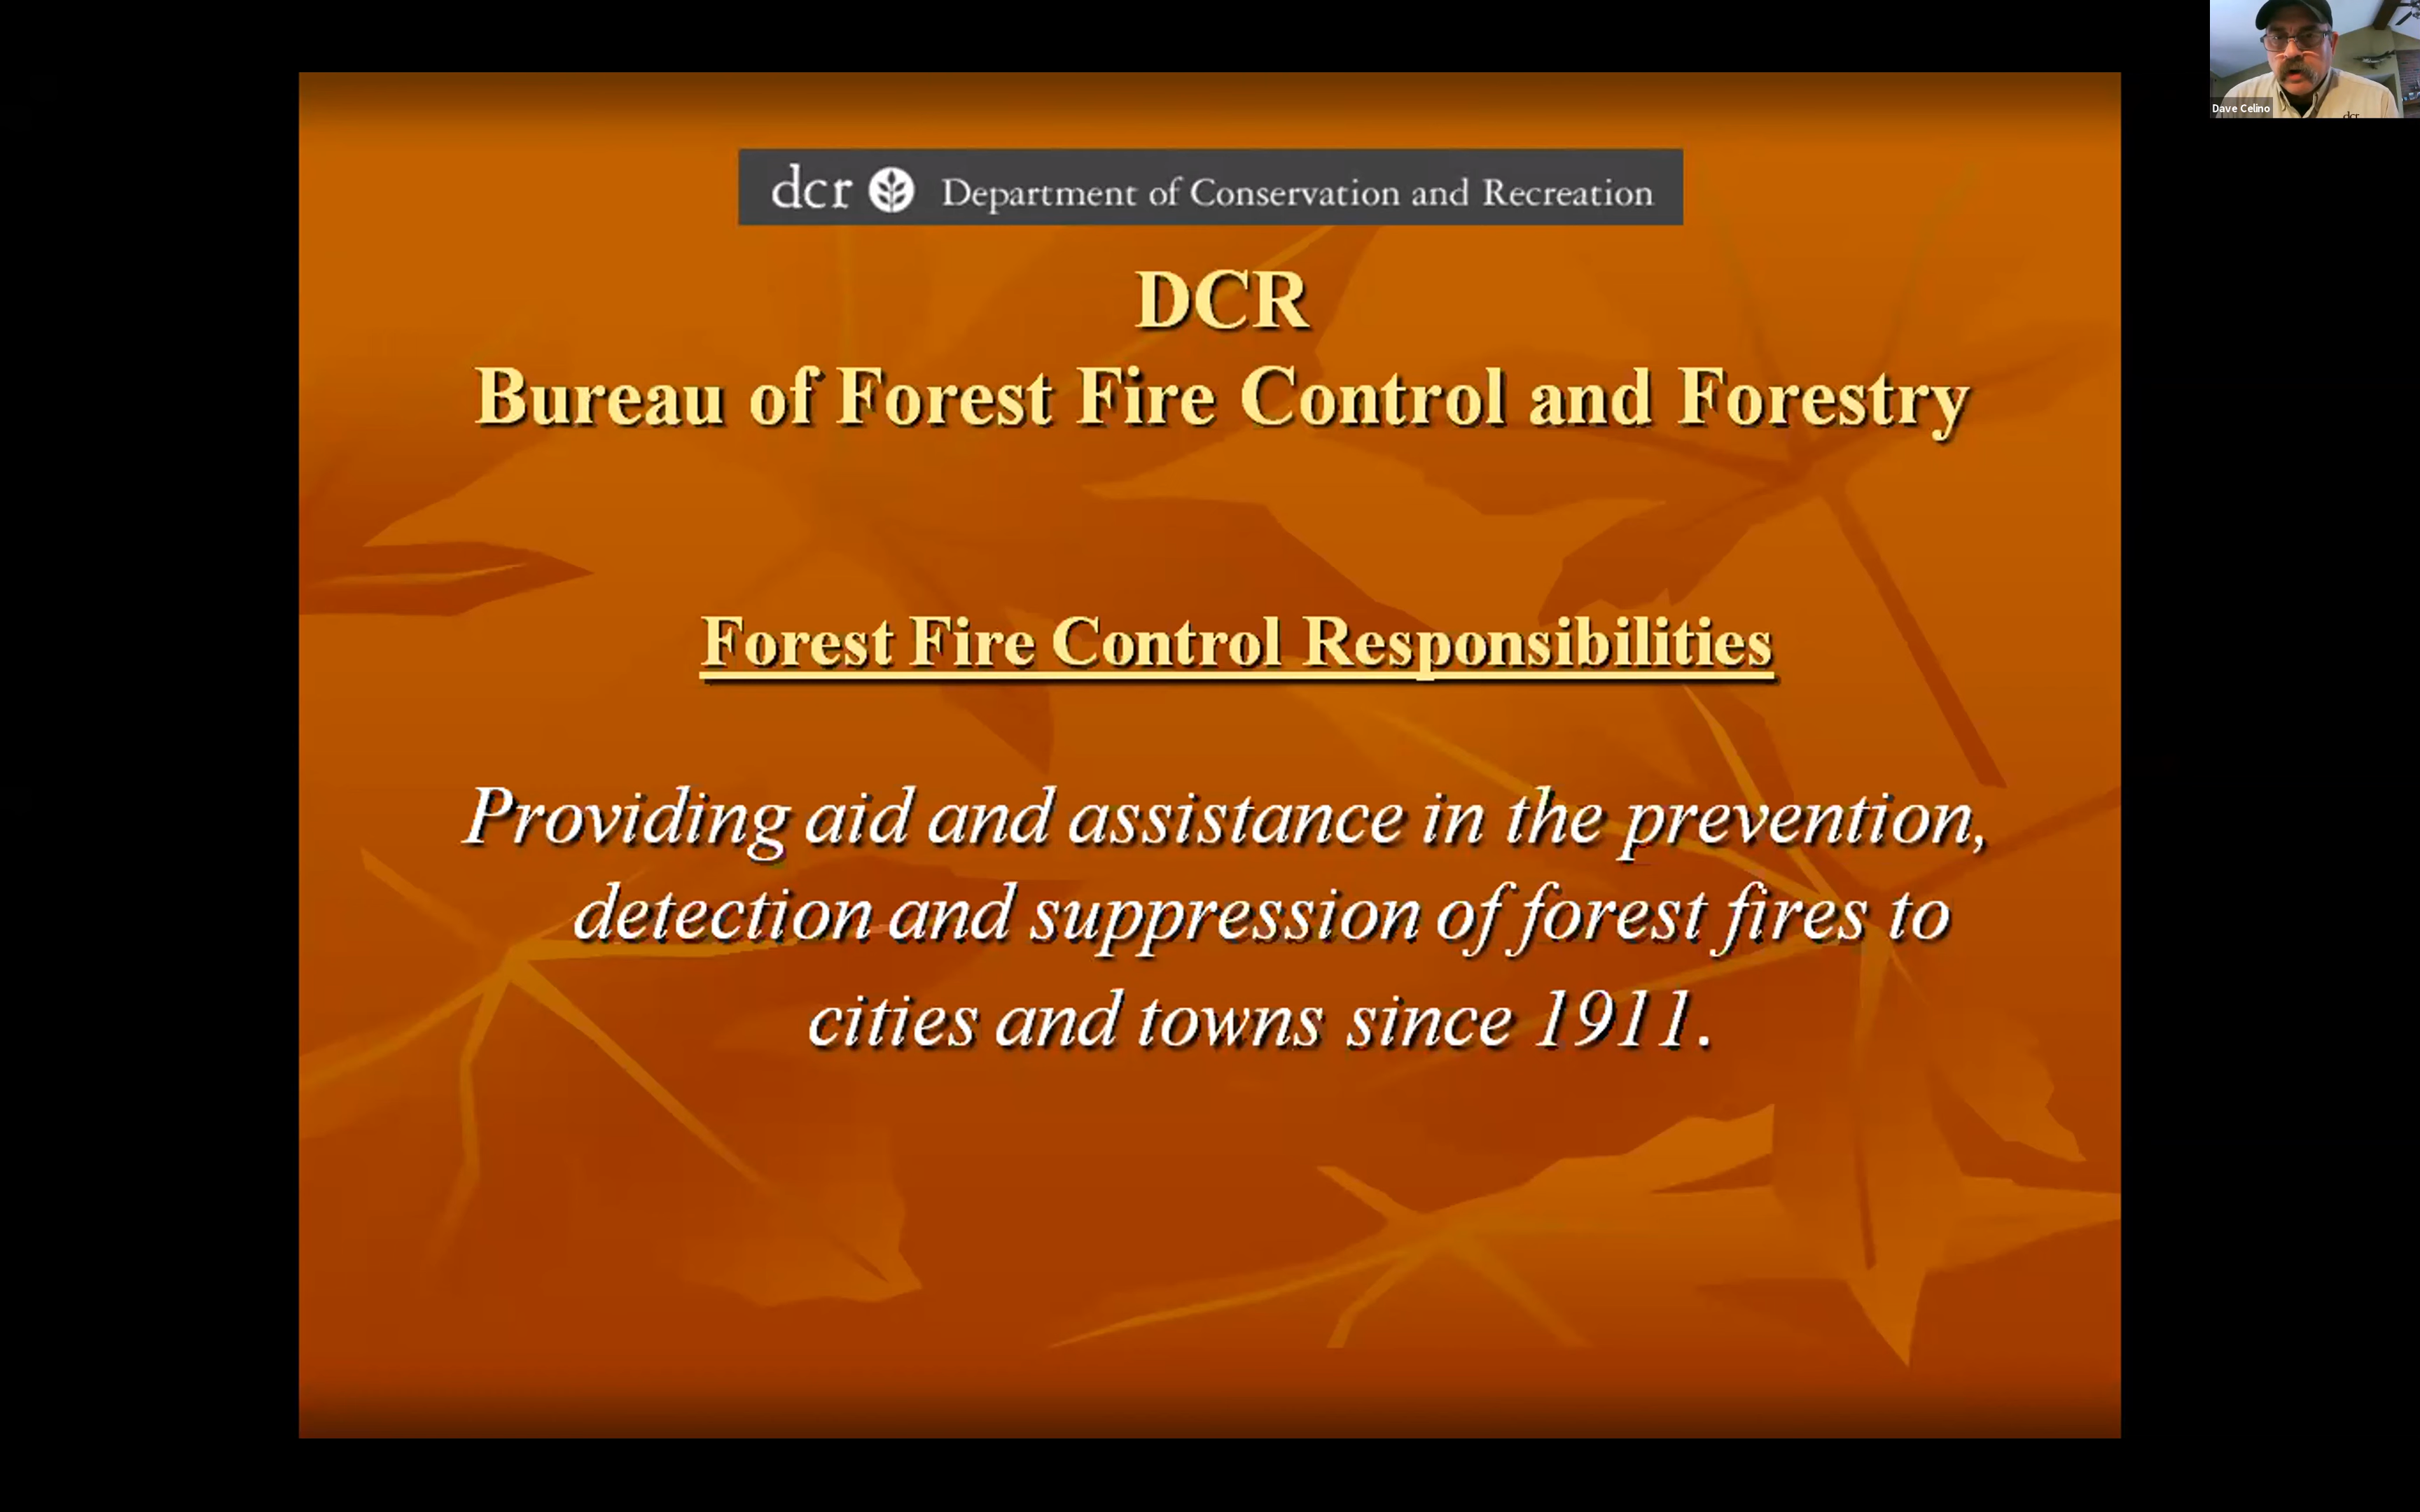 dcr Department of Conservation and Recreation
DCR
Bureau of Forest Fire Control and Forestry
Forest Fire Control Responsibilities
Providing aid and assistance in the prevention,
detection and suppression of forest fires to
cities and towns since 1911.
Dave Celino
dcr